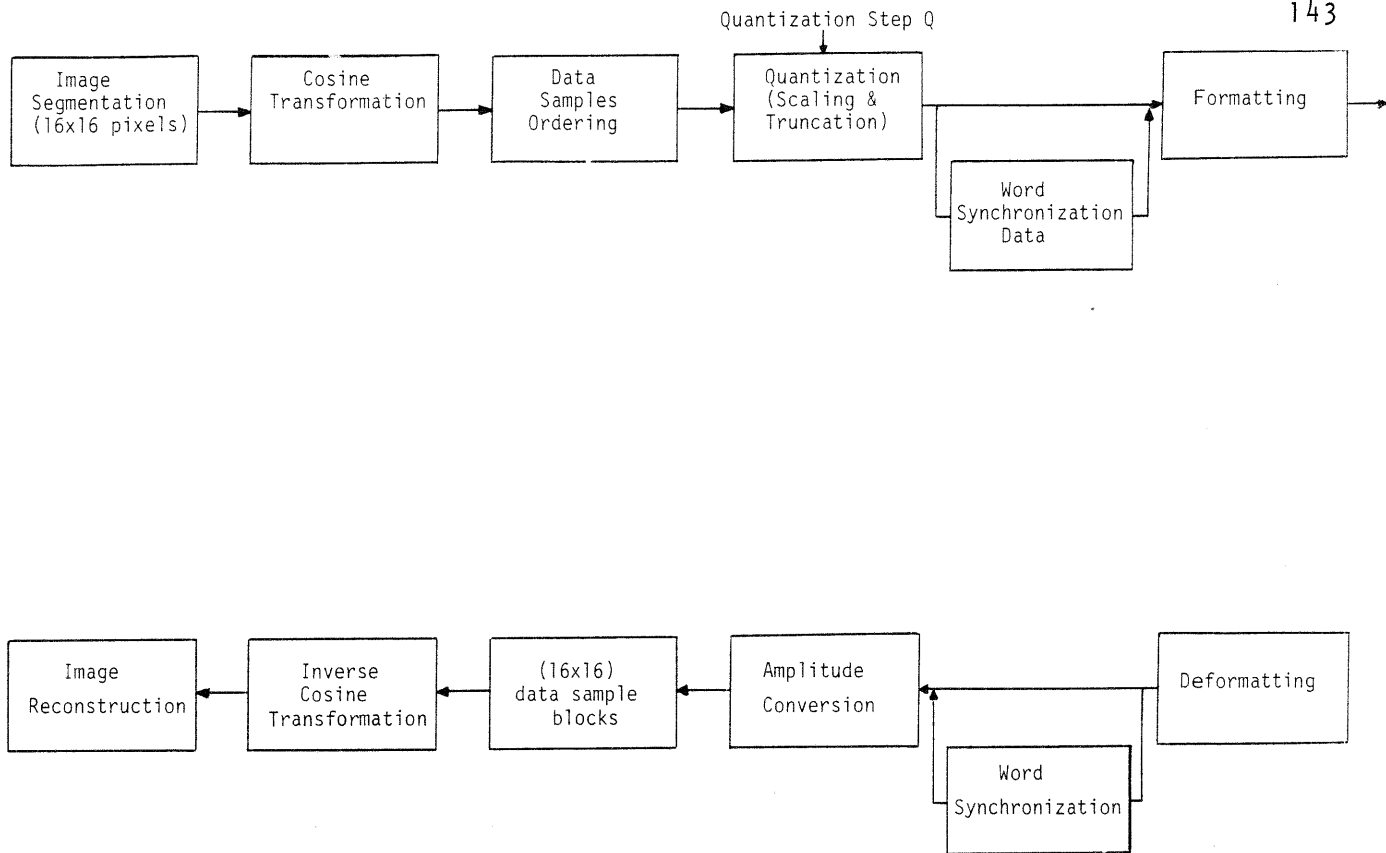 143
Quantization Step Q
Image
Segmentation
(16x16 pixels)
Cosine
Transformation
Data
Samples
Ordering
Quantization
(Scaling &
Truncation)
Word
Synchronization
Data
Formatting
Image
Reconstruction
Inverse
Cosine
Transformation
(16x16)
data sample
blocks
Amplitude
Conversion
Word
Synchronization
Deformatting